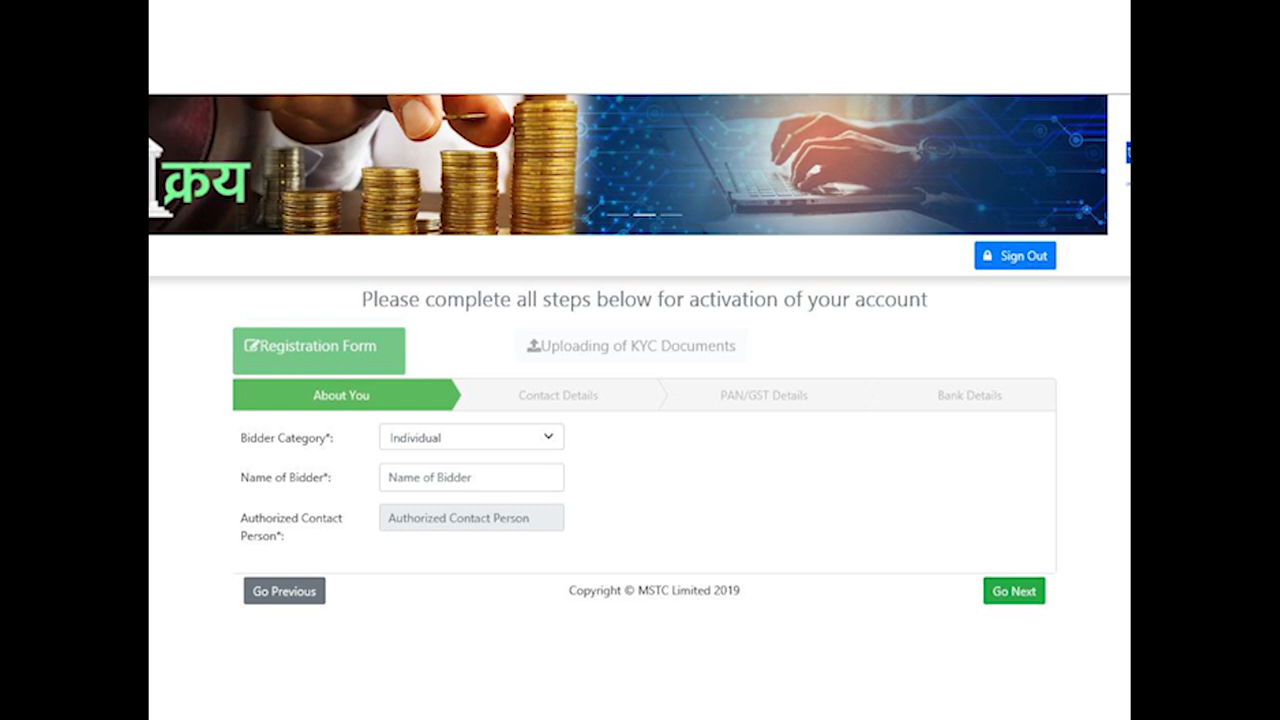 क्रय
Sign Out
Please complete all steps below for activation of your account
Registration Form
Uploading of KYC Documents
About You
Contact Details
PAN/GST Details
Bank Details
Bidder Category*:
Individual
Name of Bidder*:
Name of Bidder
Authorized Contact
Person*:
Authorized Contact Person
Go Previous
Copyright © MSTC Limited 2019
Go Next